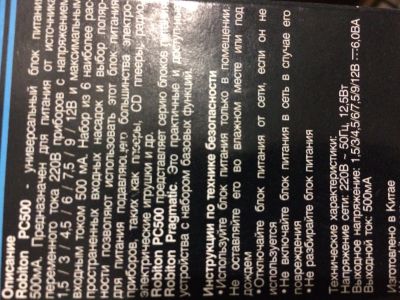 Описание
Robiton PC500 - универсальный блок питания
500мА. Предназначен для питания от источника
переменного тока 220В приборов с напряжением
1.5 / 3 / 4.5 / 6 / 7.5 / 9 / 12В и максимальным
входным током 500 мА. Набор из 6 наиболее рас-
пространенных входных насадок и выбор поляр-
ности позволяют использовать этот блок питания
для питания подавляющего большинства электро-
приборов, таких как плееры, CD плееры, радио,
электрические игрушки и др.
Robiton PC500 представляет серию блоков питания
Robiton Pragmatic. Это практичные и доступные
устройства с набором базовых функций.
Инструкции по технике безопасности
• Используйте блок питания только в помещении;
Не оставляйте его во влажном месте или под
дождем
• Отключайте блок питания от сети, если он не
используется
• Не включайте блок питания в сеть в случае его
повреждения
• Не разбирайте блок питания
Технические характеристики:
Напряжение сети: 220В ~ 50Гц, 12.5Вт
Выходное напряжение: 1.5/3/4.5/6/7.5/9/12В ⎓ 6,0ВА
Выходной ток: 500мА
Изготовлено в Китае